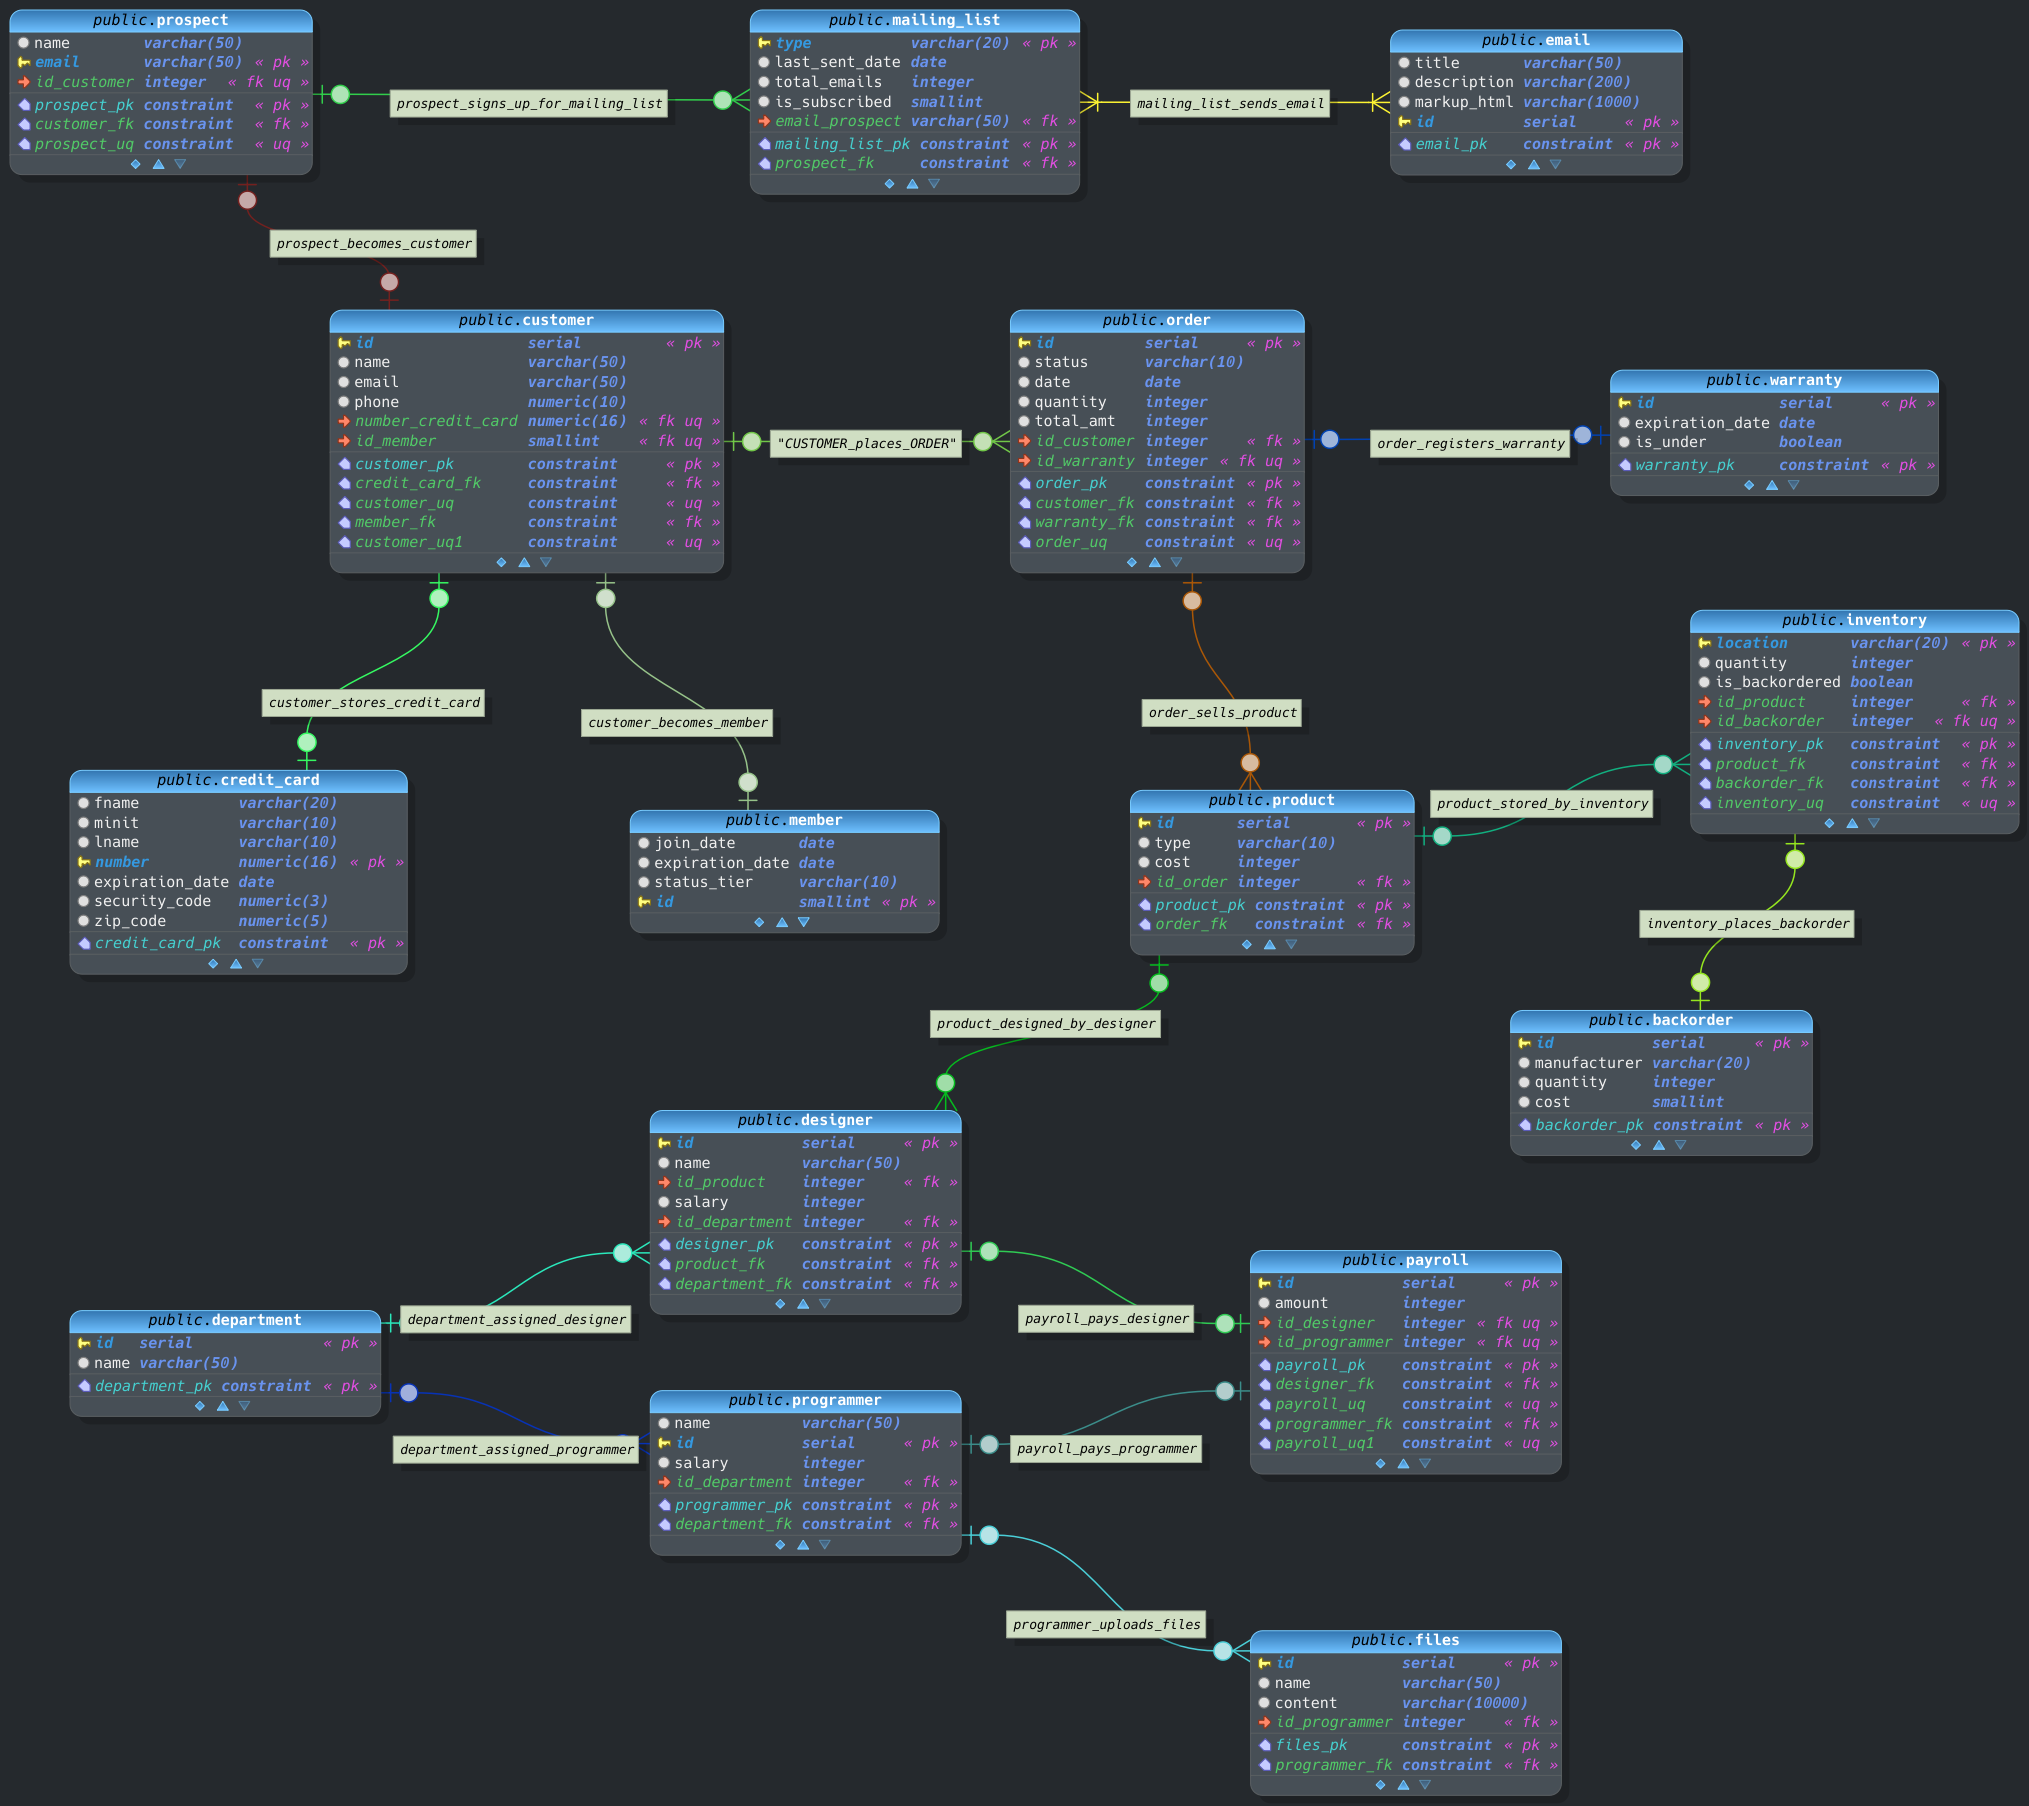 public.prospect
name varchar(50)
email varchar(50) « pk »
id_customer integer « fk uq »
prospect_pk constraint « pk »
customer_fk constraint « fk »
prospect_uq constraint « uq »
prospect_signs_up_for_mailing_list
public.mailing_list
type varchar(20) « pk »
last_sent_date date
total_emails integer
is_subscribed smallint
email_prospect varchar(50) « fk »
mailing_list_pk constraint « pk »
prospect_fk constraint « fk »
mailing_list_sends_email
public.email
title varchar(50)
description varchar(200)
markup_html varchar(1000)
id serial « pk »
email_pk constraint « pk »
prospect_becomes_customer
public.customer
id serial « pk »
name varchar(50)
email varchar(50)
phone numeric(10)
number_credit_card numeric(16) « fk uq »
id_member smallint « fk uq »
customer_pk constraint « pk »
credit_card_fk constraint « fk »
customer_uq constraint « uq »
member_fk constraint « fk »
customer_uq1 constraint « uq »
"CUSTOMER_places_ORDER"
public.order
id serial « pk »
status varchar(10)
date date
quantity integer
total_amt integer
id_customer integer « fk »
id_warranty integer « fk uq »
order_pk constraint « pk »
customer_fk constraint « fk »
warranty_fk constraint « fk »
order_uq constraint « uq »
order_registers_warranty
public.warranty
id serial « pk »
expiration_date date
is_under boolean
warranty_pk constraint « pk »
customer_stores_credit_card
customer_becomes_member
order_sells_product
public.inventory
location varchar(20) « pk »
quantity integer
is_backordered boolean
id_product integer « fk »
id_backorder integer « fk uq »
inventory_pk constraint « pk »
product_fk constraint « fk »
backorder_fk constraint « fk »
inventory_uq constraint « uq »
public.credit_card
fname varchar(20)
minit varchar(10)
lname varchar(10)
number numeric(16) « pk »
expiration_date date
security_code numeric(3)
zip_code numeric(5)
credit_card_pk constraint « pk »
public.member
join_date date
expiration_date date
status_tier varchar(10)
id smallint « pk »
public.product
id serial « pk »
type varchar(10)
cost integer
id_order integer « fk »
product_pk constraint « pk »
order_fk constraint « fk »
product_stored_by_inventory
inventory_places_backorder
product_designed_by_designer
public.backorder
id serial « pk »
manufacturer varchar(20)
quantity integer
cost smallint
backorder_pk constraint « pk »
public.designer
id serial « pk »
name varchar(50)
id_product integer « fk »
salary integer
id_department integer « fk »
designer_pk constraint « pk »
product_fk constraint « fk »
department_fk constraint « fk »
public.department
id serial « pk »
name varchar(50)
department_pk constraint « pk »
department_assigned_designer
payroll_pays_designer
public.payroll
id serial « pk »
amount integer
id_designer integer « fk uq »
id_programmer integer « fk uq »
payroll_pk constraint « pk »
designer_fk constraint « fk »
payroll_uq constraint « uq »
programmer_fk constraint « fk »
payroll_uq1 constraint « uq »
department_assigned_programmer
public.programmer
name varchar(50)
id serial « pk »
salary integer
id_department integer « fk »
programmer_pk constraint « pk »
department_fk constraint « fk »
payroll_pays_programmer
programmer_uploads_files
public.files
id serial « pk »
name varchar(50)
content varchar(10000)
id_programmer integer « fk »
files_pk constraint « pk »
programmer_fk constraint « fk »